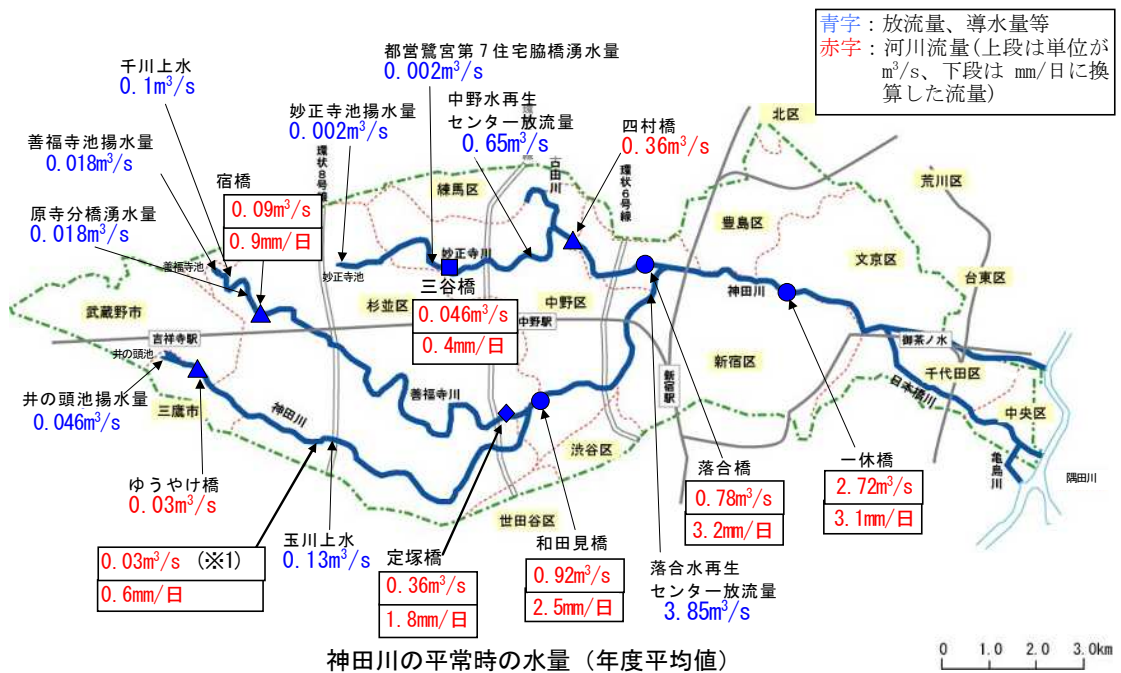 青字：放流量、導水量等
赤字：河川流量(上段は単位が
m³/s、下段は mm/日に換
算した流量)
千川上水
0.1m³/s
都営鷺宮第７住宅脇橋湧水量
0.002m³/s
善福寺池揚水量
0.018m³/s
妙正寺池揚水量
0.002m³/s
中野水再生
センター放流量
0.65m³/s
四村橋
0.36m³/s
原寺分橋湧水量
0.018m³/s
宿橋
0.09m³/s
0.9mm/日
環状８号線
環状６号線
古田川
北区
荒川区
練馬区
豊島区
文京区
台東区
善福寺池
妙正寺池
妙正寺川
三谷橋
0.046m³/s
0.4mm/日
武蔵野市
杉並区
中野区
中野駅
神田川
吉祥寺駅
井の頭池
御茶ノ水
新宿区
新宿駅
千代田区
日本橋川
中央区
亀島川
隅田川
井の頭池揚水量
0.046m³/s
三鷹市
神田川
善福寺川
渋谷区
世田谷区
ゆうやけ橋
0.03m³/s
0.03m³/s (※1)
0.6mm/日
玉川上水
0.13m³/s
定塚橋
0.36m³/s
1.8mm/日
和田見橋
0.92m³/s
2.5mm/日
落合橋
0.78m³/s
3.2mm/日
落合水再生
センター放流量
3.85m³/s
一休橋
2.72m³/s
3.1mm/日
神田川の平常時の水量（年度平均値）
0 1.0 2.0 3.0km